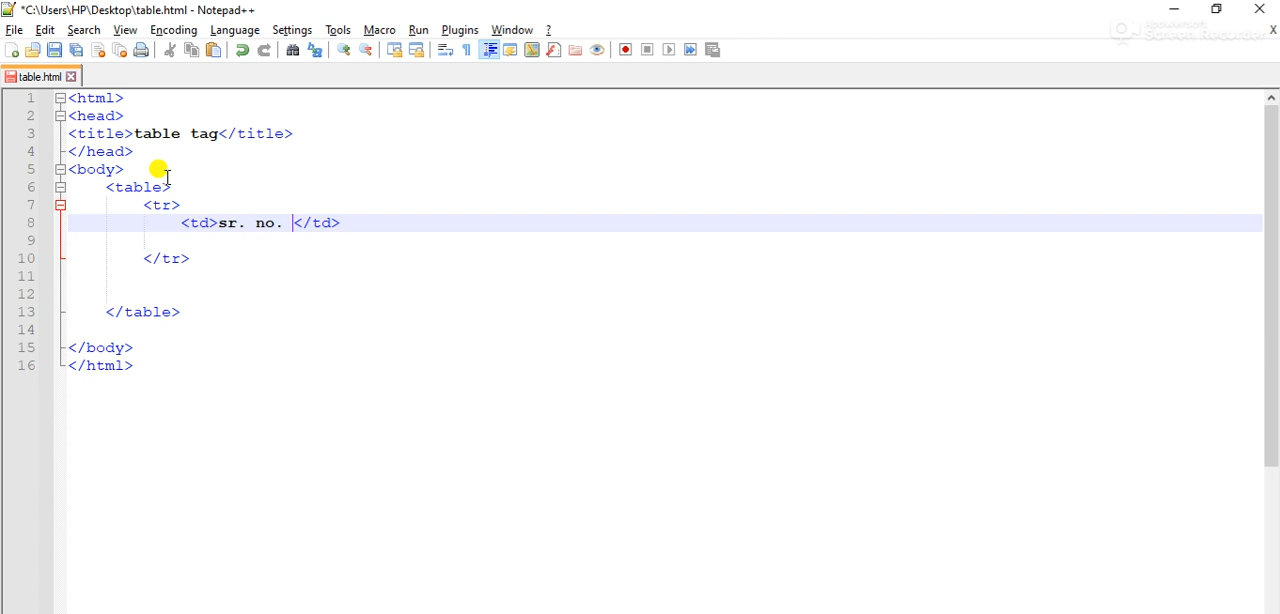 *C:\Users\HP\Desktop\table.html - Notepad++
File Edit Search View Encoding Language Settings Tools Macro Run Plugins Window ? X
Screen Recorder
table.html
1 <html>
2 <head>
3 <title>table tag</title>
4 </head>
5 <body>
6 <table>
7 <tr>
8 <td>sr. no. </td>
9
10 </tr>
11
12
13 </table>
14
15 </body>
16 </html>